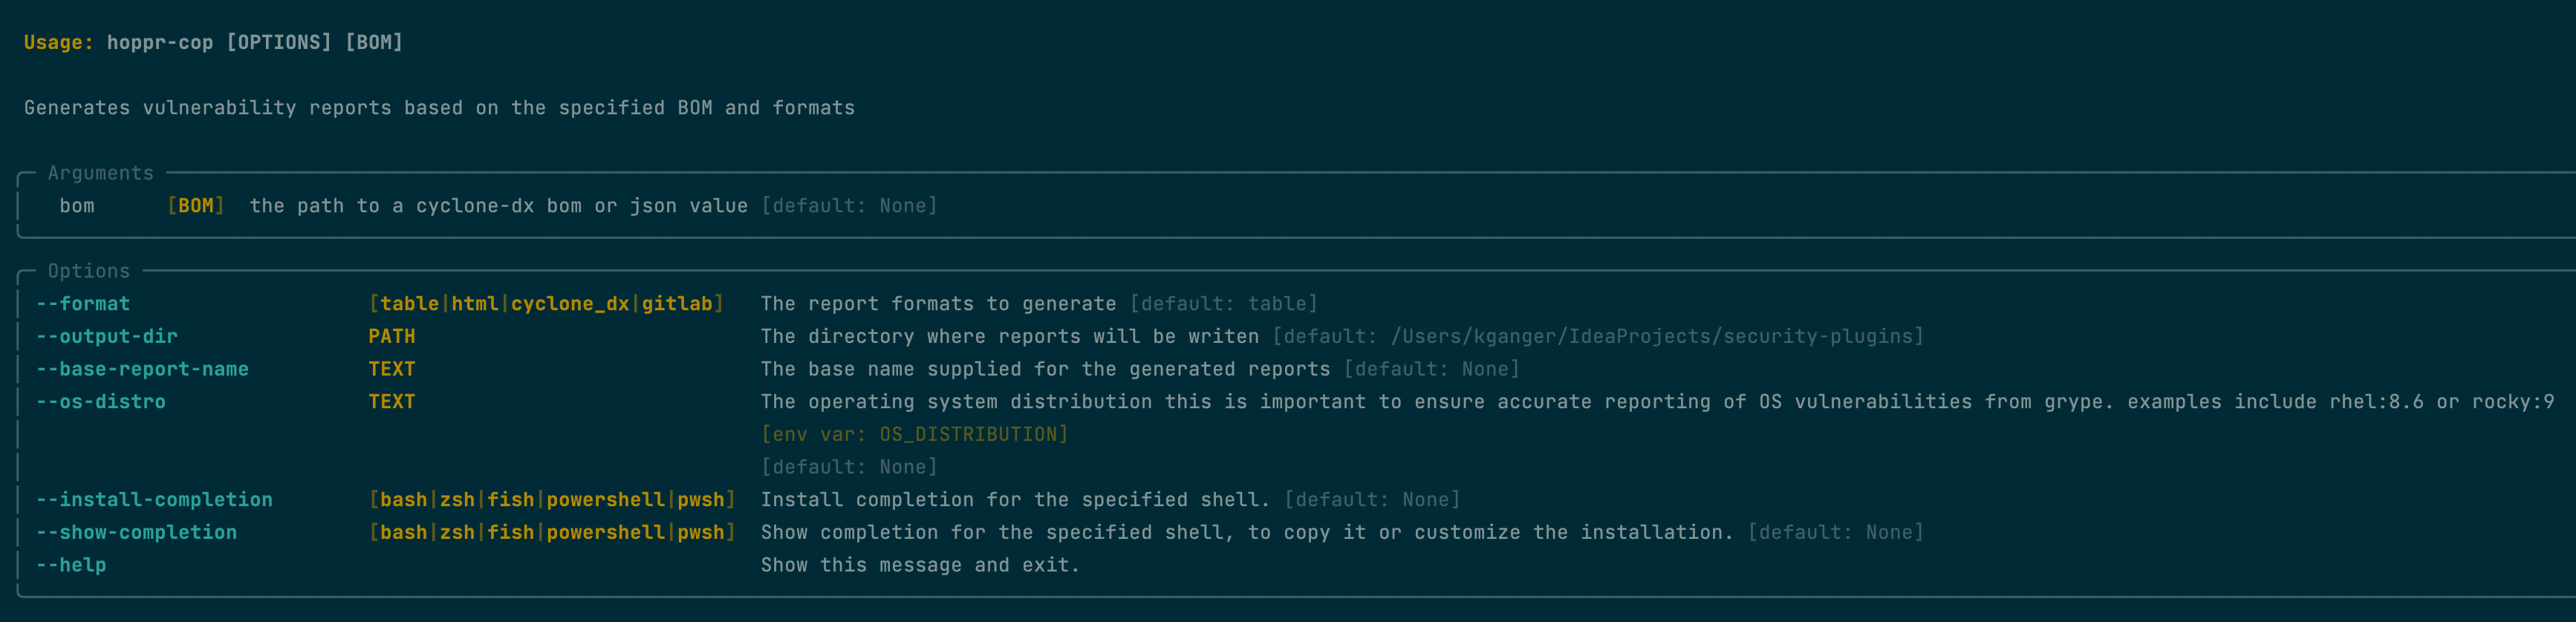 Usage: hoppr-cop [OPTIONS] [BOM]
Generates vulnerability reports based on the specified BOM and formats
Arguments
bom [BOM] the path to a cyclone-dx bom or json value [default: None]
Options
--format [table|html|cyclone_dx|gitlab] The report formats to generate [default: table]
--output-dir PATH The directory where reports will be writen [default: /Users/kganger/IdeaProjects/security-plugins]
--base-report-name TEXT The base name supplied for the generated reports [default: None]
--os-distro TEXT The operating system distribution this is important to ensure accurate reporting of OS vulnerabilities from grype. examples include rhel:8.6 or rocky:9
[env var: OS_DISTRIBUTION]
[default: None]
--install-completion [bash|zsh|fish|powershell|pwsh] Install completion for the specified shell. [default: None]
--show-completion [bash|zsh|fish|powershell|pwsh] Show completion for the specified shell, to copy it or customize the installation. [default: None]
--help Show this message and exit.